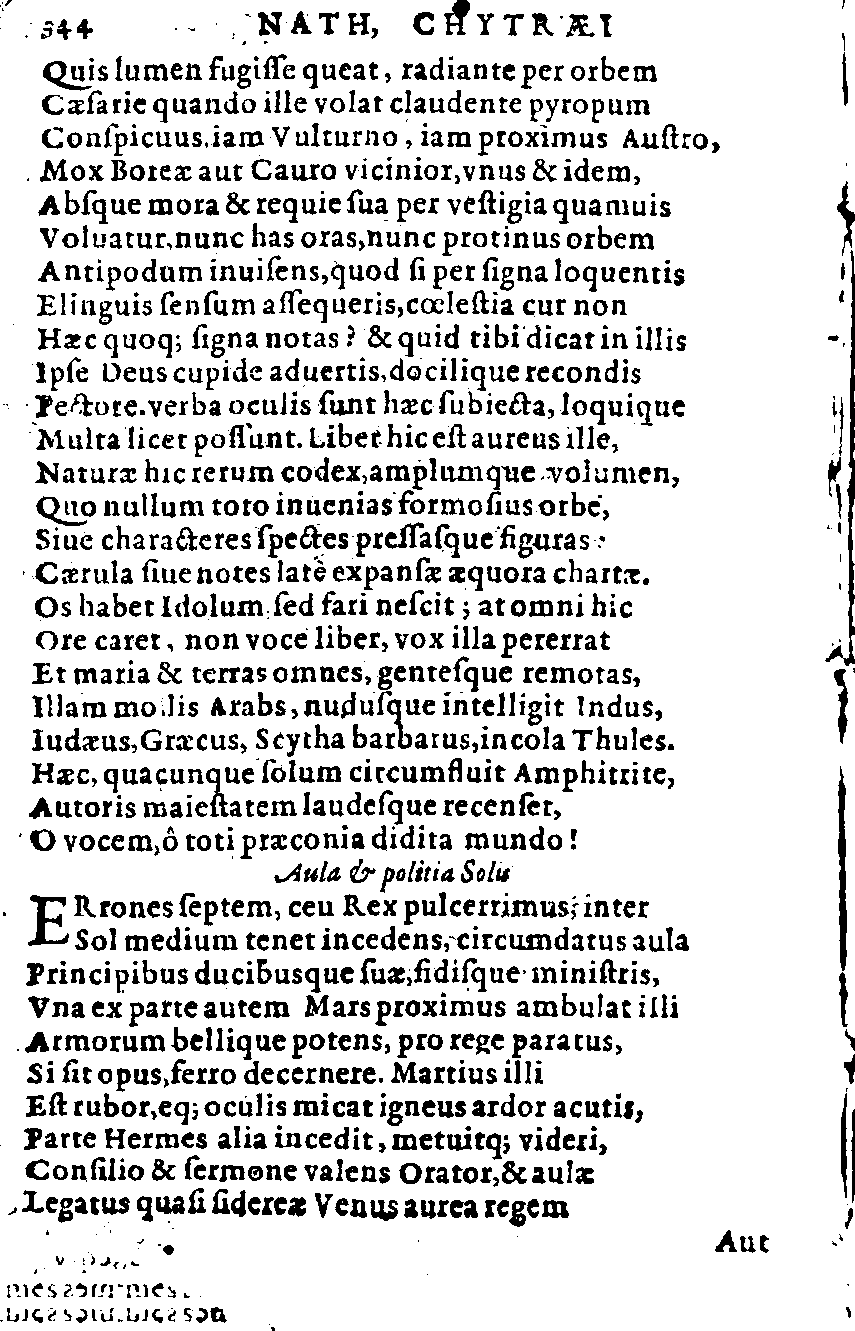 344 NATH, CHYTRÆI
Quis lumen fugiſſe queat, radiante per orbem
Cæſarie quando ille volat claudente pyropum
Conſpicuus, iam Vulturno, iam proximus Auſtro,
Mox Boreæ aut Cauro vicinior, vnus & idem,
Abſque mora & requie ſua per veſtigia quamuis
Voluatur, nunc has oras, nunc protinus orbem
Antipodum inuiſens, quod ſi per ſigna loquentis
Elinguis ſenſum aſſequeris, cœleſtia cur non
Hæc quoq; ſigna notas? & quid tibi dicat in illis
Ipſe Deus cupide aduertis, docilique recondis
Pectore. verba oculis ſunt hæc ſubiecta, loquique
Multa licet poſſunt. Liber hic eſt aureus ille,
Naturæ hic rerum codex, amplumque volumen,
Quo nullum toto inuenias formoſius orbe,
Siue characteres ſpectes preſſaſque figuras:
Cærula ſiue notes latè expanſæ æquora chartæ.
Os habet Idolum, ſed fari neſcit; at omni hic
Ore caret, non voce liber, vox illa pererrat
Et maria & terras omnes, genteſque remotas,
Illam mollis Arabs, nuduſque intelligit Indus,
Iudæus, Græcus, Scytha barbarus, incola Thules.
Hæc, quacunque ſolum circumfluit Amphitrite,
Autoris maieſtatem laudeſque recenſet,
O vocem, ô toti præconia didita mundo!
Aula & politia Solis
ERrones ſeptem, ceu Rex pulcerrimus, inter
Sol medium tenet incedens, circumdatus aula
Principibus ducibusque ſuæ, fidiſque miniſtris,
Vna ex parte autem Mars proximus ambulat illi
Armorum bellique potens, pro rege paratus,
Si ſit opus, ferro decernere. Martius illi
Eſt rubor, eq; oculis micat igneus ardor acutis,
Parte Hermes alia incedit, metuitq; videri,
Conſilio & ſermone valens Orator, & aulæ
Legatus quaſi ſidereæ Venus aurea regem
Aut